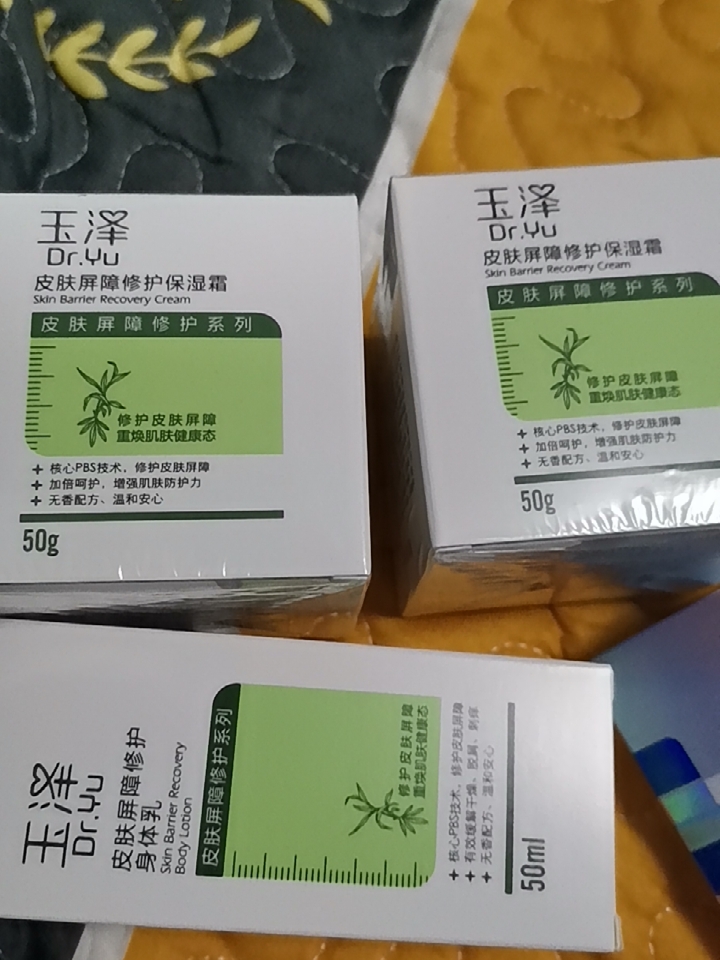 玉泽
Dr.Yu
皮肤屏障修护保湿霜
Skin Barrier Recovery Cream
皮肤屏障修护系列
修护皮肤屏障
重焕肌肤健康态
核心PBS技术，修护皮肤屏障
加倍呵护，增强肌肤防护力
无香配方、温和安心
50g
玉泽
Dr.Yu
皮肤屏障修护保湿霜
Skin Barrier Recovery Cream
皮肤屏障修护系列
修护皮肤屏障
重焕肌肤健康态
核心PBS技术，修护皮肤屏障
加倍呵护，增强肌肤防护力
无香配方、温和安心
50g
玉泽
Dr.Yu
皮肤屏障修护
身体乳
Skin Barrier Recovery
Body Lotion
皮肤屏障修护系列
修护皮肤屏障
重焕肌肤健康态
核心PBS技术，修护皮肤屏障
有效缓解干燥、脱屑、刺痒
无香配方、温和安心
50ml